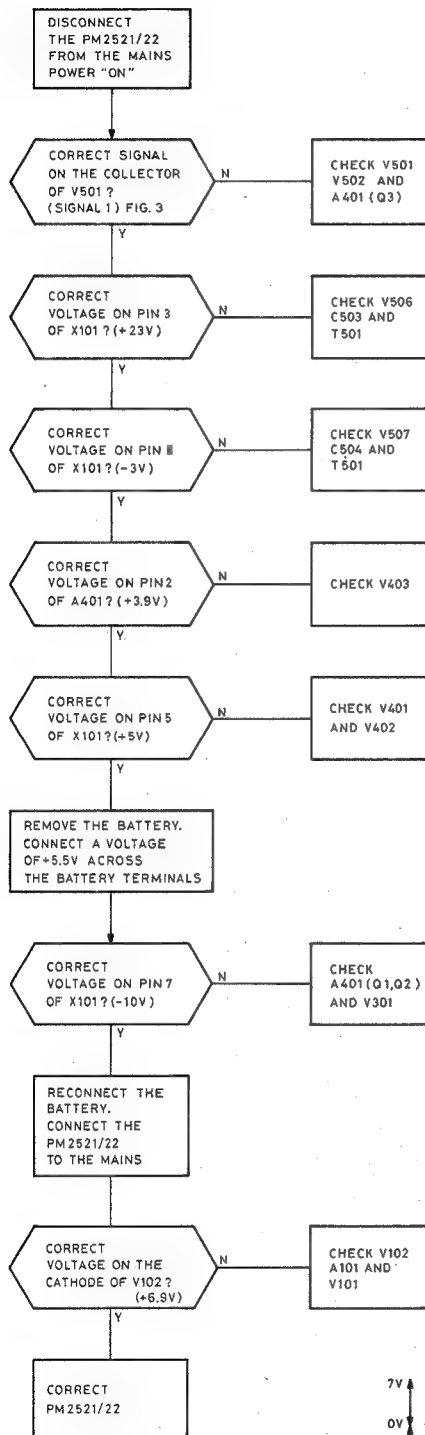 DISCONNECT
THE PM2521/22
FROM THE MAINS
POWER "ON"
CORRECT SIGNAL
ON THE COLLECTOR
OF V501?
(SIGNAL 1) FIG. 3
N
CHECK V501
V502 AND
A401 (Q3)
Y
CORRECT
VOLTAGE ON PIN 3
OF X101? (+23V)
N
CHECK V506
C503 AND
T501
Y
CORRECT
VOLTAGE ON PIN
OF X101? (-3V)
N
CHECK V507
C504 AND
T501
Y
CORRECT
VOLTAGE ON PIN2
OF A401? (+3.9V)
N
CHECK V403
Y
CORRECT
VOLTAGE ON PIN5
OF X101? (+5V)
N
CHECK V401
AND V402
Y
REMOVE THE BATTERY.
CONNECT A VOLTAGE
OF +5.5V ACROSS
THE BATTERY TERMINALS
CORRECT
VOLTAGE ON PIN7
OF X101? (-10V)
N
CHECK
A401 (Q1,Q2)
AND V301
Y
RECONNECT THE
BATTERY.
CONNECT THE
PM2521/22
TO THE MAINS
CORRECT
VOLTAGE ON THE
CATHODE OF V102?
(+6.9V)
N
CHECK V102
A101 AND
V101
Y
CORRECT
PM2521/22
7V
0V